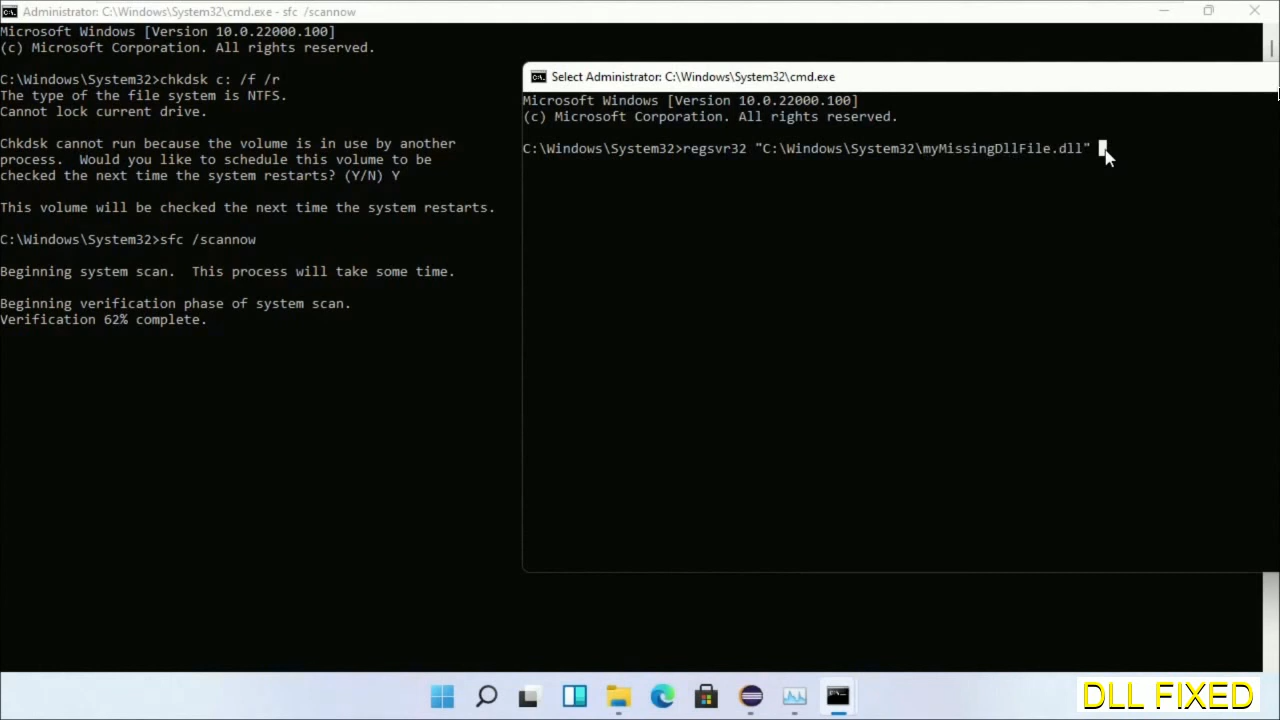 Administrator: C:\Windows\System32\cmd.exe - sfc  /scannow
Microsoft Windows [Version 10.0.22000.100]
(c) Microsoft Corporation. All rights reserved.
C:\Windows\System32>chkdsk c: /f /r
The type of the file system is NTFS.
Cannot lock current drive.
Chkdsk cannot run because the volume is in use by another
process.  Would you like to schedule this volume to be
checked the next time the system restarts? (Y/N) Y
This volume will be checked the next time the system restarts.
C:\Windows\System32>sfc /scannow
Beginning system scan.  This process will take some time.
Beginning verification phase of system scan.
Verification 62% complete.
Select Administrator: C:\Windows\System32\cmd.exe
Microsoft Windows [Version 10.0.22000.100]
(c) Microsoft Corporation. All rights reserved.
C:\Windows\System32>regsvr32 "C:\Windows\System32\myMissingDllFile.dll"
DLL FIXED